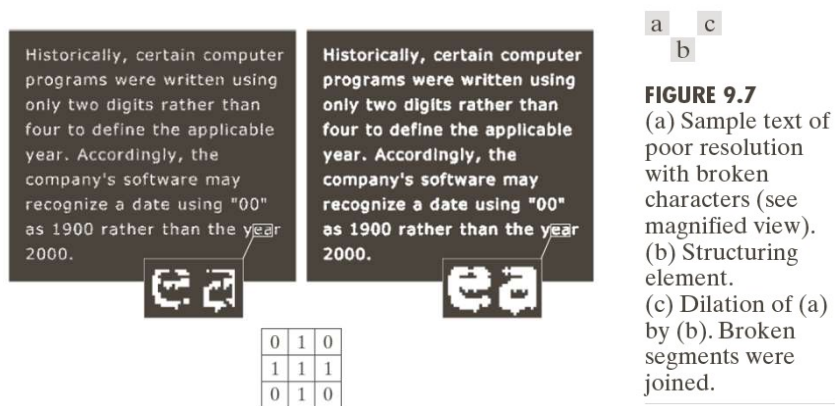 Historically, certain computer
programs were written using
only two digits rather than
four to define the applicable
year. Accordingly, the
company's software may
recognize a date using "00"
as 1900 rather than the year
2000.
ea
Historically, certain computer
programs were written using
only two digits rather than
four to define the applicable
year. Accordingly, the
company's software may
recognize a date using "00"
as 1900 rather than the year
2000.
ea
0 1 0
1 1 1
0 1 0
a c
b
FIGURE 9.7
(a) Sample text of
poor resolution
with broken
characters (see
magnified view).
(b) Structuring
element.
(c) Dilation of (a)
by (b). Broken
segments were
joined.